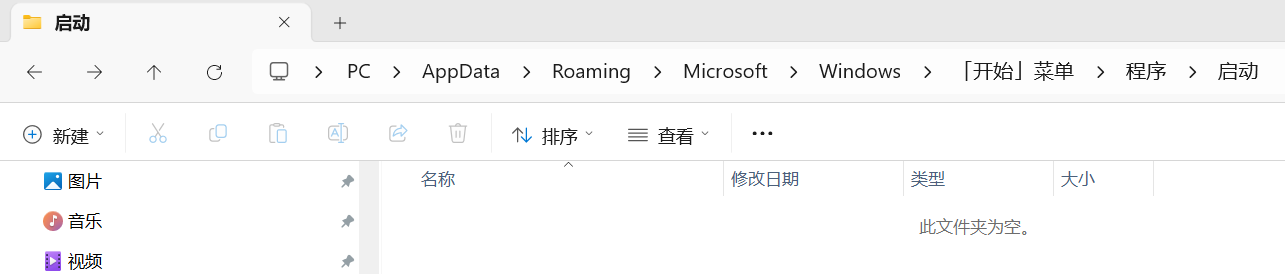 启动
PC > AppData > Roaming > Microsoft > Windows > 「开始」菜单 > 程序 > 启动
新建 排序 查看 ...
图片 名称 修改日期 类型 大小
音乐 此文件夹为空。
视频